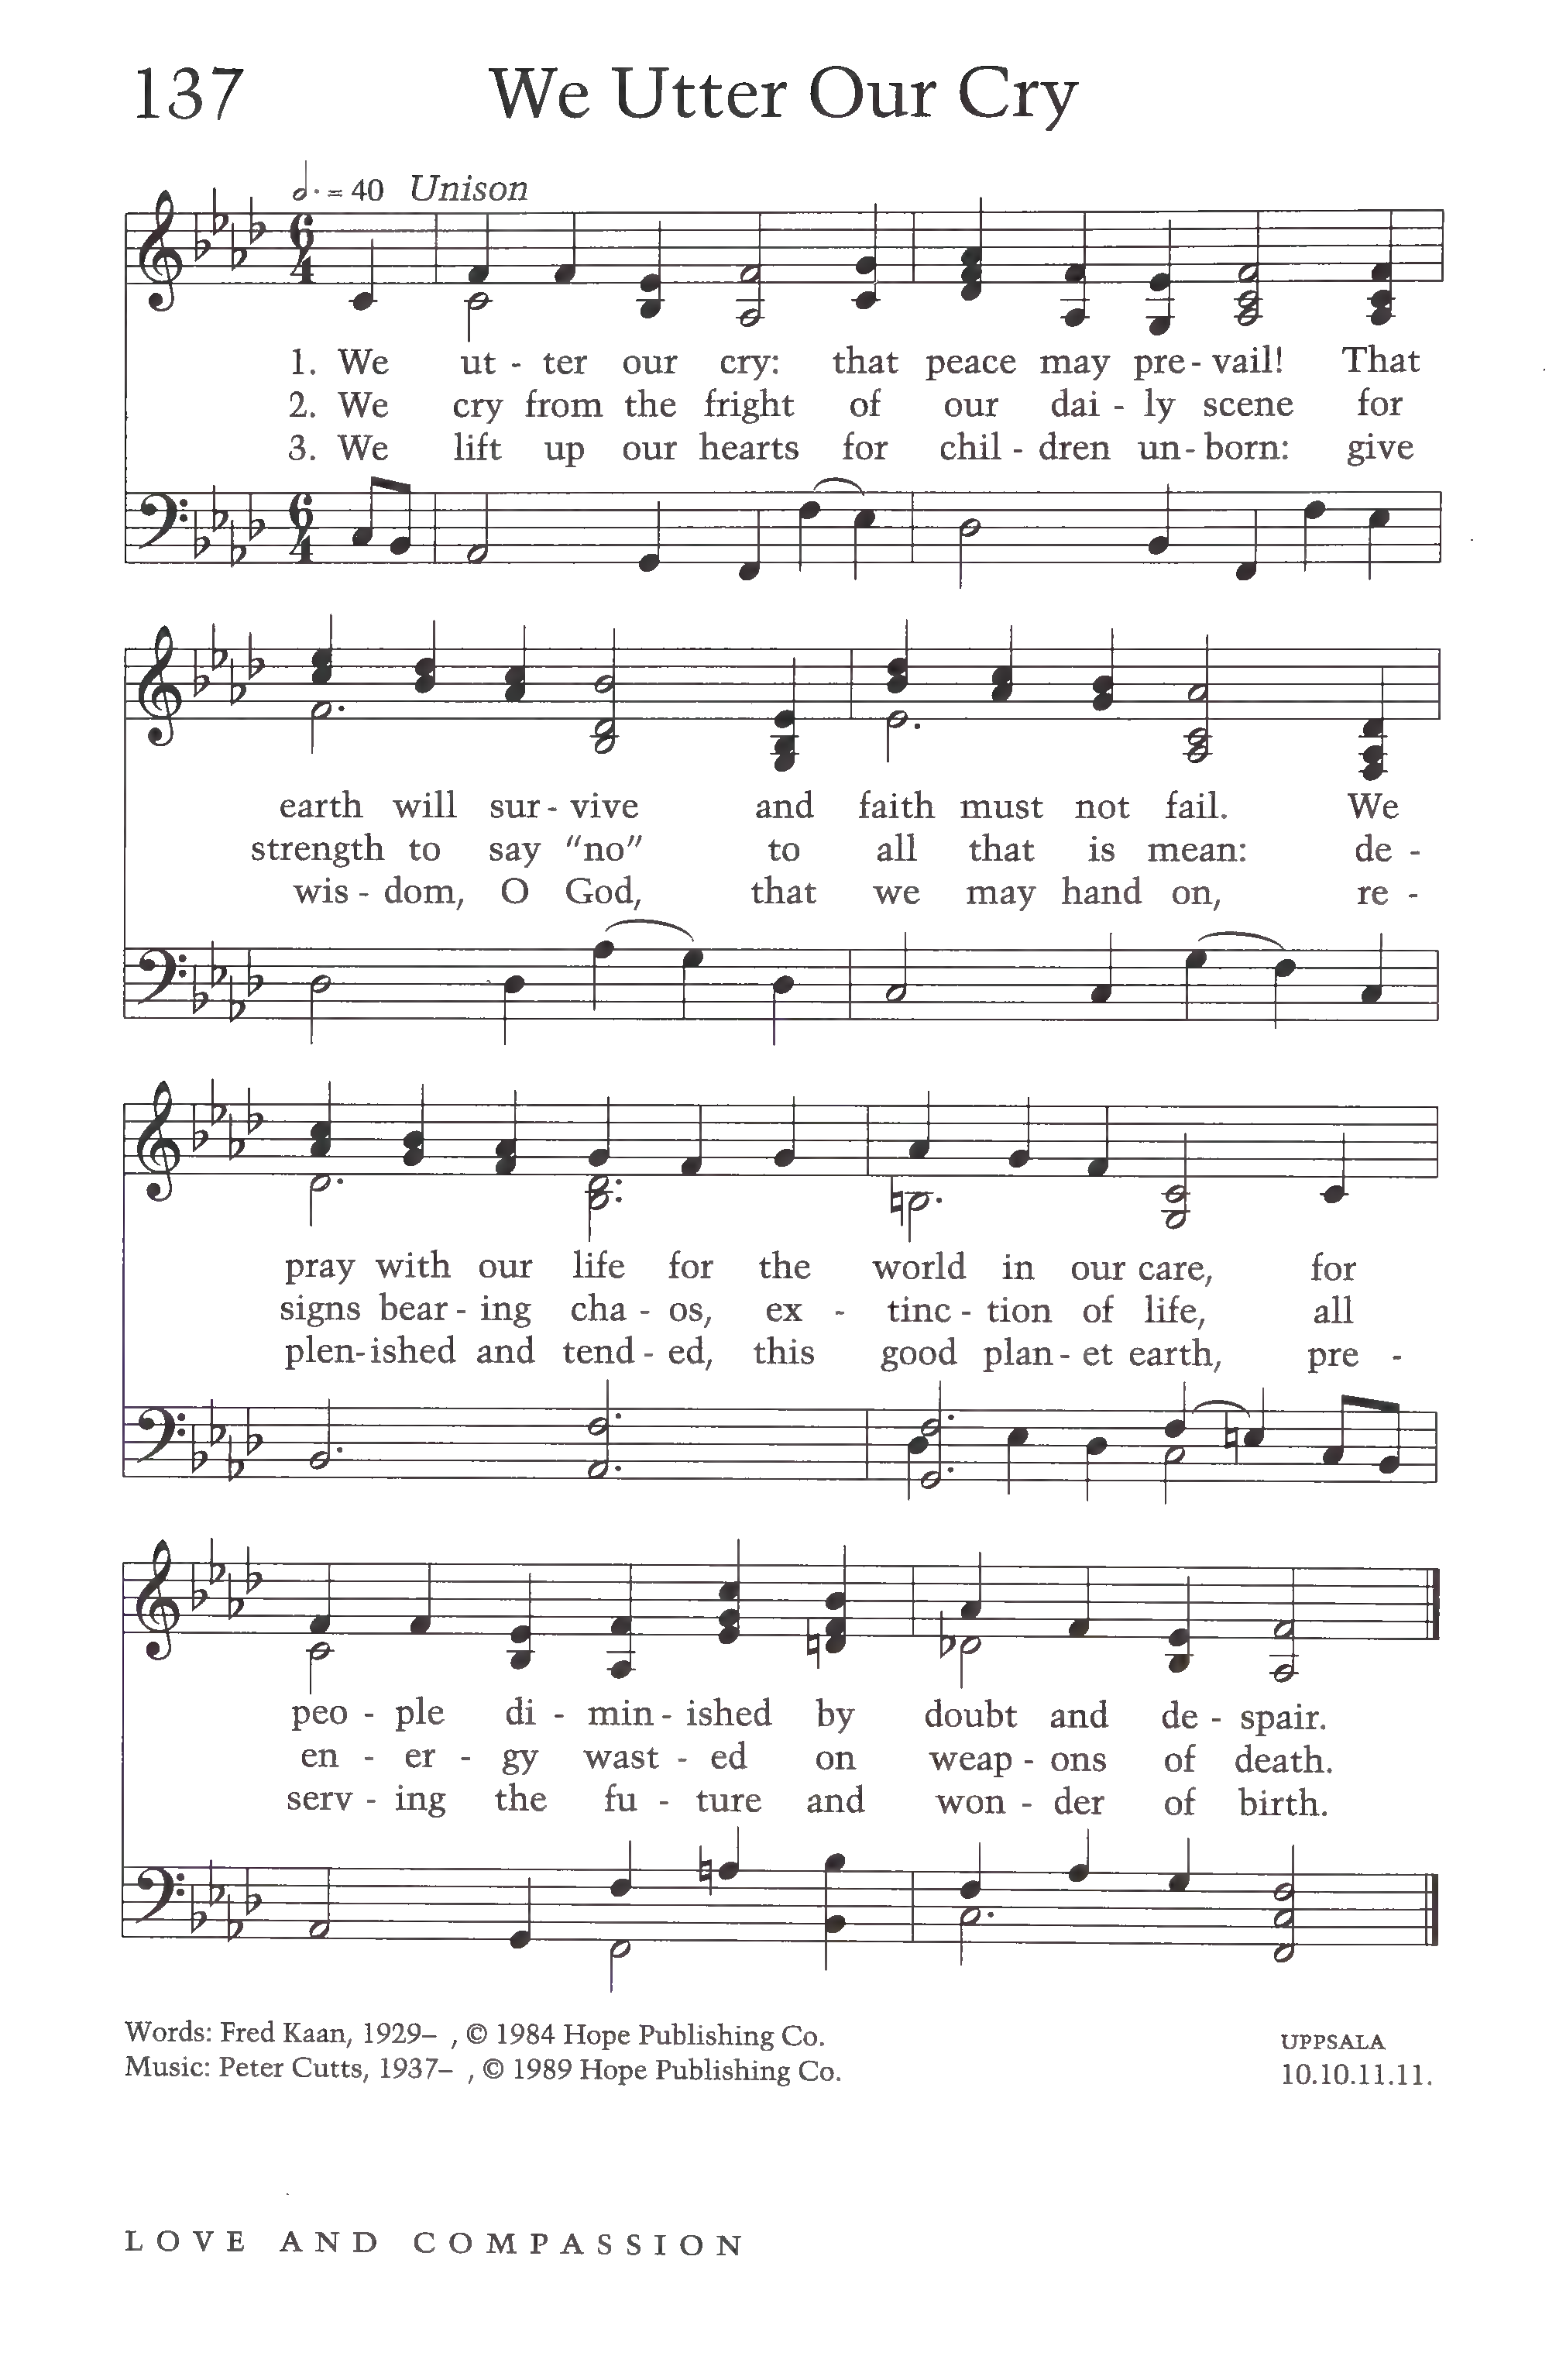 137 We Utter Our Cry
= 40 Unison
6 4
1. We ut - ter our cry: that peace may pre - vail! That
2. We cry from the fright of our dai - ly scene for
3. We lift up our hearts for chil - dren un - born: give
6 4
earth will sur - vive and faith must not fail. We
strength to say "no" to all that is mean: de -
wis - dom, O God, that we may hand on, re -
pray with our life for the world in our care, for
signs bear - ing cha - os, ex - tinc - tion of life, all
plen - ished and tend - ed, this good plan - et earth, pre -
peo - ple di - min - ished by doubt and de - spair.
en - er - gy wast - ed on weap - ons of death.
serv - ing the fu - ture and won - der of birth.
Words: Fred Kaan, 1929– , © 1984 Hope Publishing Co.
Music: Peter Cutts, 1937– , © 1989 Hope Publishing Co.
UPPSALA
10.10.11.11.
LOVE AND COMPASSION